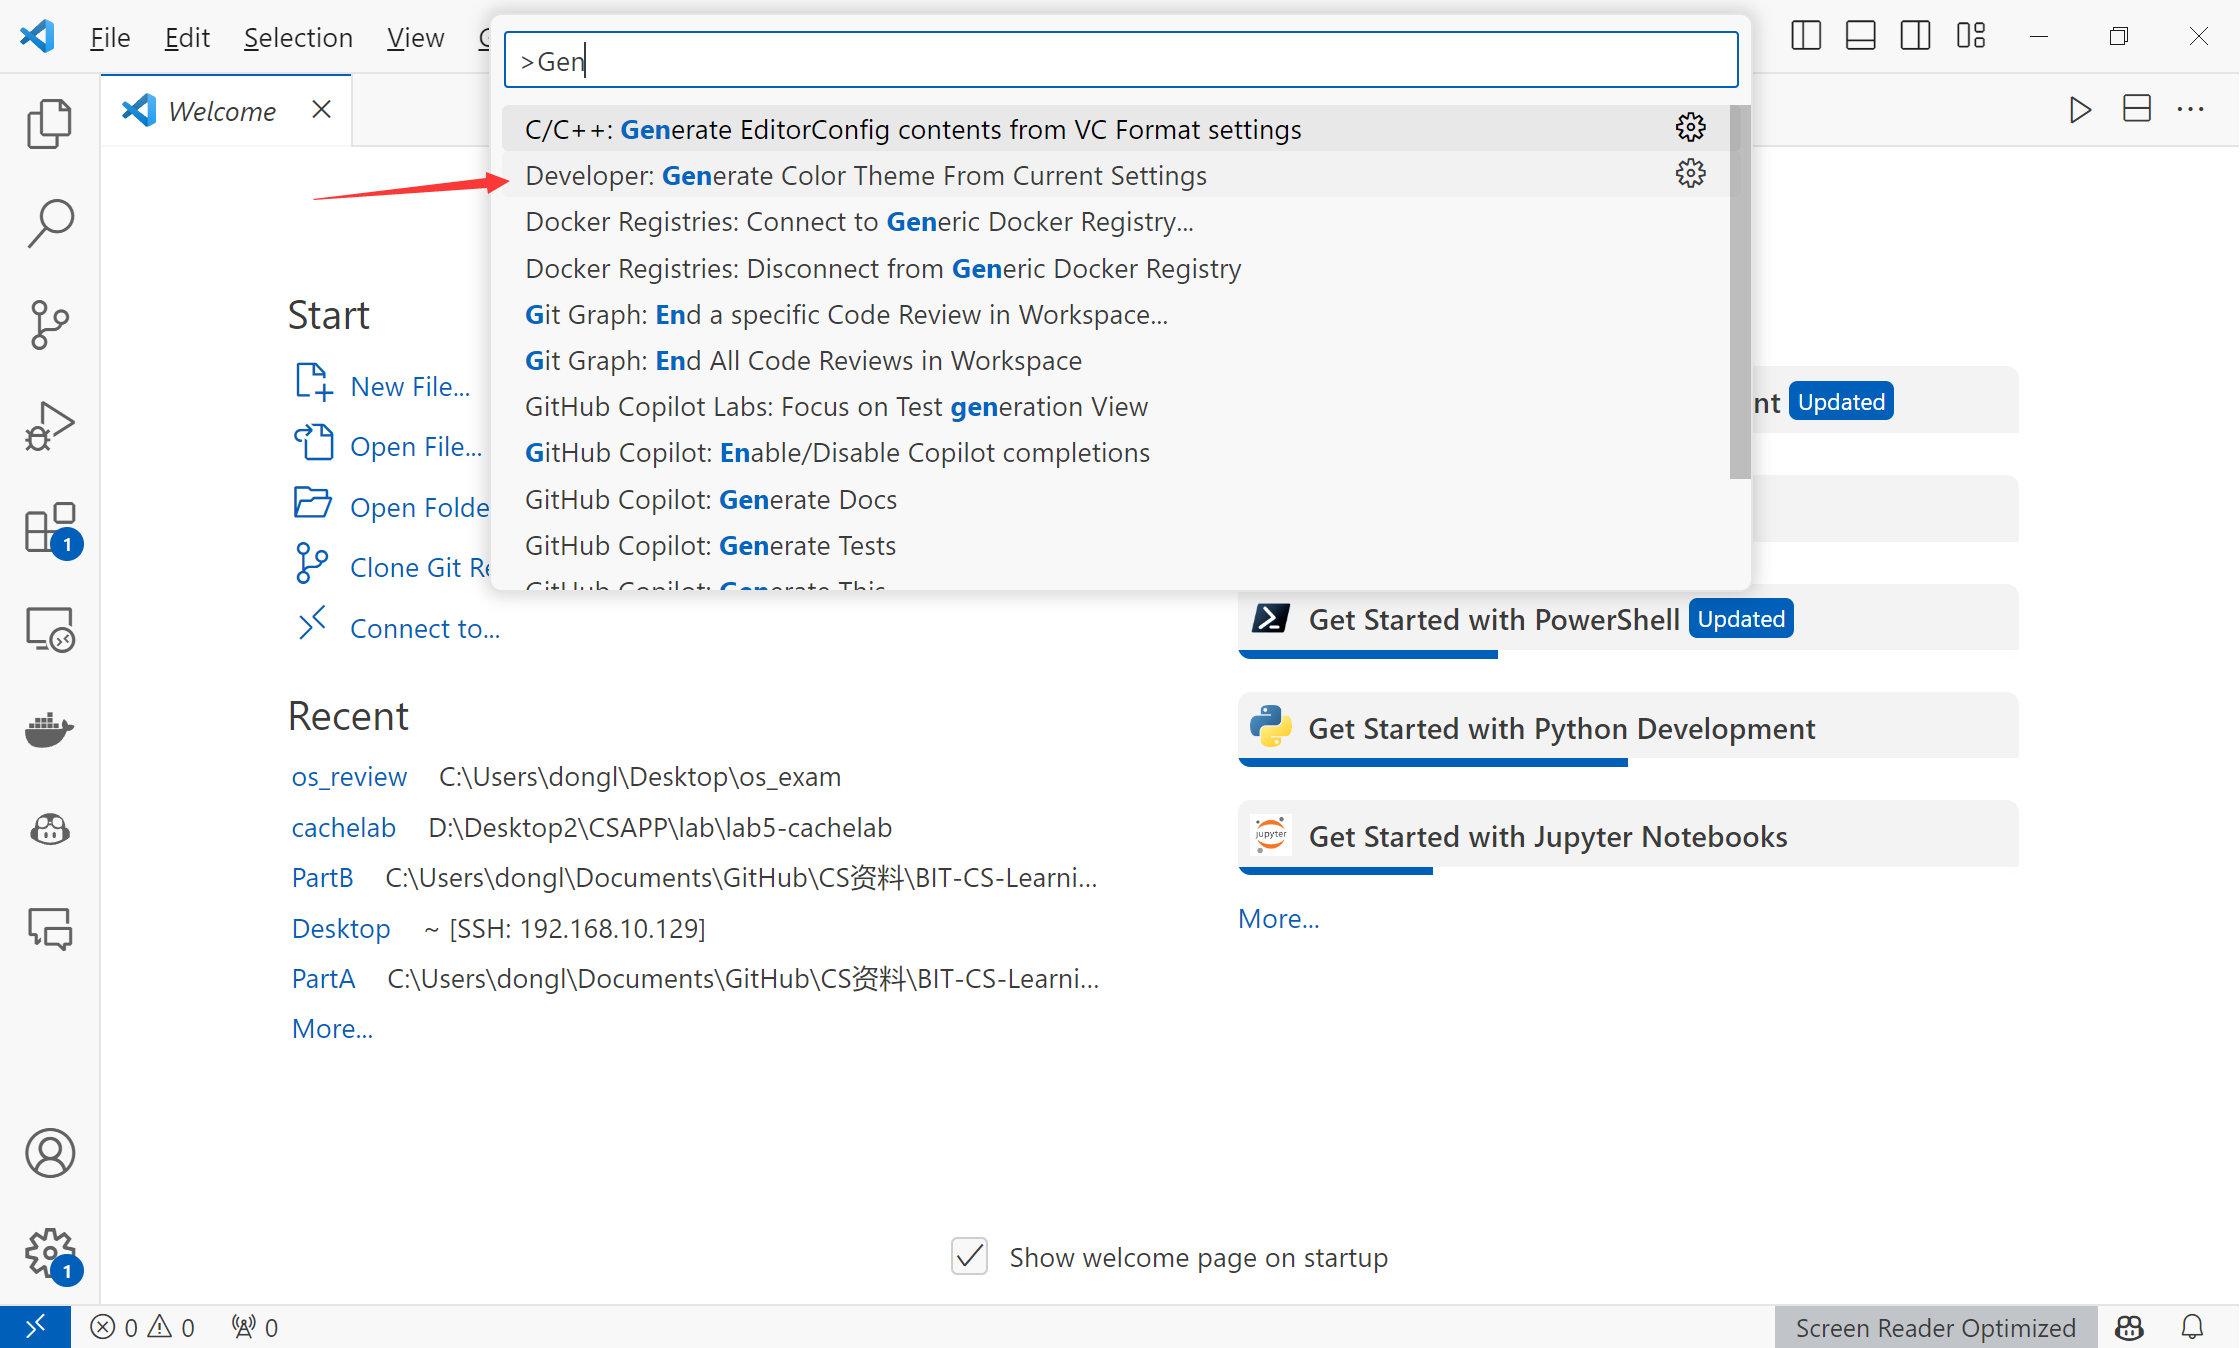 File Edit Selection View
>Gen
Welcome
C/C++: Generate EditorConfig contents from VC Format settings
Developer: Generate Color Theme From Current Settings
Docker Registries: Connect to Generic Docker Registry...
Docker Registries: Disconnect from Generic Docker Registry
Git Graph: End a specific Code Review in Workspace...
Git Graph: End All Code Reviews in Workspace
GitHub Copilot Labs: Focus on Test generation View
GitHub Copilot: Enable/Disable Copilot completions
GitHub Copilot: Generate Docs
GitHub Copilot: Generate Tests
GitHub Copilot: Generate This
Start
New File...
Open File...
Open Folde
Clone Git Re
Connect to...
Recent
os_review C:\Users\dongl\Desktop\os_exam
cachelab D:\Desktop2\CSAPP\lab\lab5-cachelab
PartB C:\Users\dongl\Documents\GitHub\CS资料\BIT-CS-Learni...
Desktop ~ [SSH: 192.168.10.129]
PartA C:\Users\dongl\Documents\GitHub\CS资料\BIT-CS-Learni...
More...
nt Updated
Get Started with PowerShell Updated
Get Started with Python Development
jupyter Get Started with Jupyter Notebooks
More...
1
1
Show welcome page on startup
0 0 0
Screen Reader Optimized